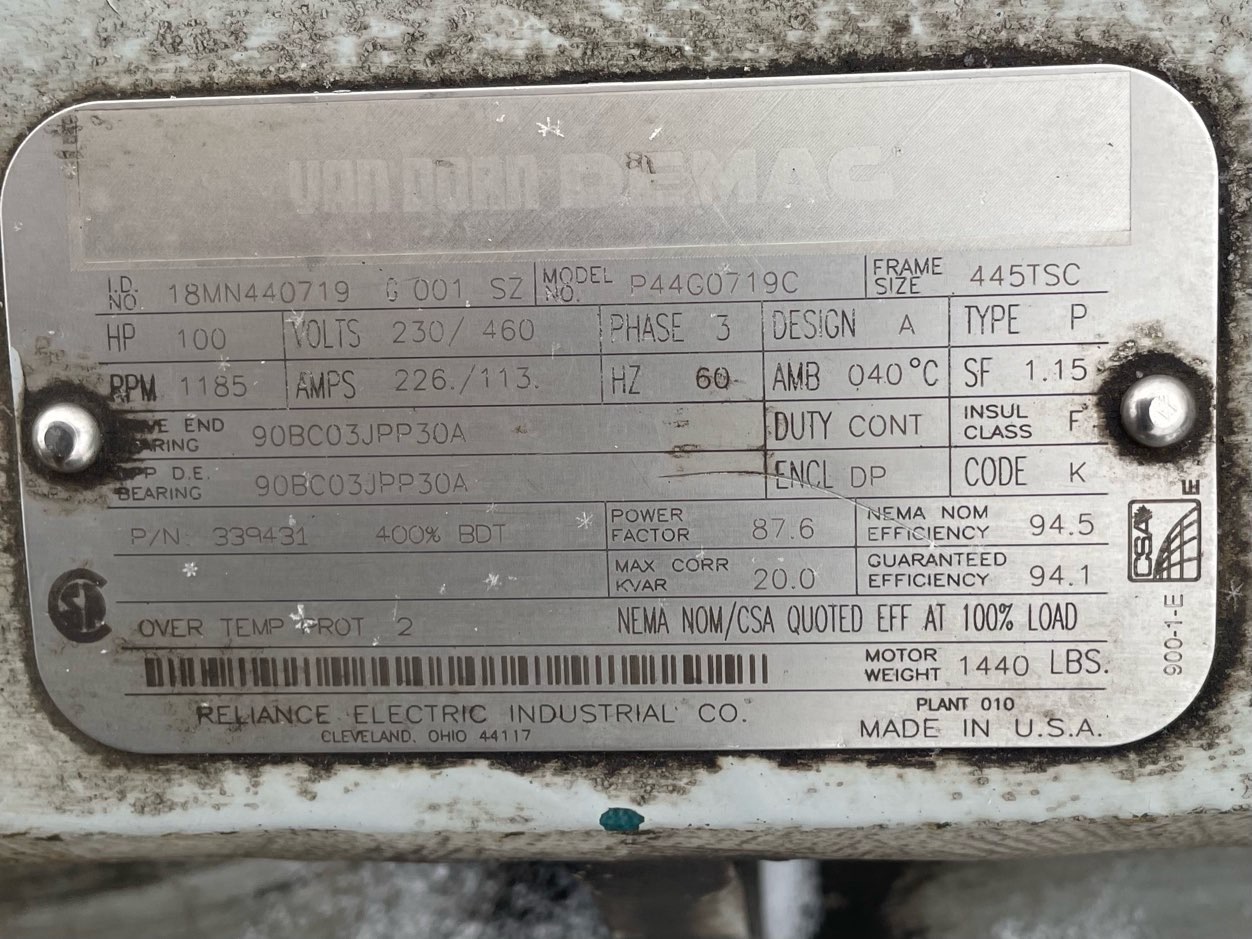 VAN DORN DEMAG
I.D. NO. 18MN440719 G 001 SZ MODEL NO. P44G0719C FRAME SIZE 445TSC
HP 100 VOLTS 230/460 PHASE 3 DESIGN A TYPE P
RPM 1185 AMPS 226./113. HZ 60 AMB 040°C SF 1.15
END BEARING 90BC03JPP30A DUTY CONT INSUL CLASS F
D.E. BEARING 90BC03JPP30A ENCL DP CODE K
P/N 339431 400% BDT POWER FACTOR 87.6 NEMA NOM EFFICIENCY 94.5
MAX CORR KVAR 20.0 GUARANTEED EFFICIENCY 94.1
OVER TEMP PROT 2 NEMA NOM/CSA QUOTED EFF AT 100% LOAD
MOTOR WEIGHT 1440 LBS.
RELIANCE ELECTRIC INDUSTRIAL CO. PLANT 010
CLEVELAND, OHIO 44117 MADE IN U.S.A.
CSA E
900-1-E